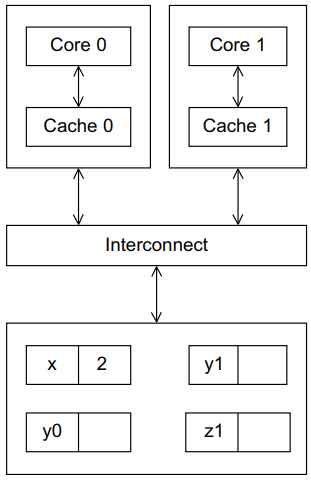 Core 0 Core 1
Cache 0 Cache 1
Interconnect
x 2 y1
y0 z1